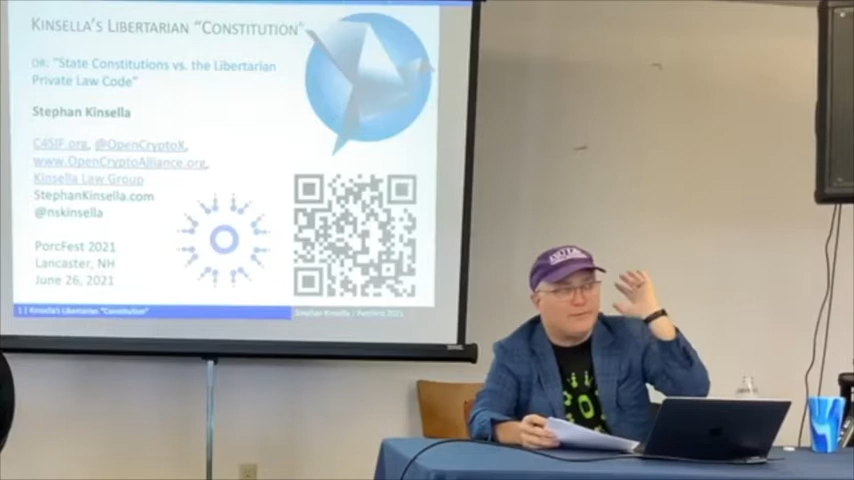 KINSELLA'S LIBERTARIAN "CONSTITUTION"
OR: "State Constitutions vs. the Libertarian
Private Law Code"
Stephan Kinsella
C4SIF.org, @OpenCryptoX,
www.OpenCryptoAlliance.org,
Kinsella Law Group
StephanKinsella.com
@nskinsella
PorcFest 2021
Lancaster, NH
June 26, 2021
1 | Kinsella's Libertarian "Constitution"
Stephan Kinsella / PorcFest 2021